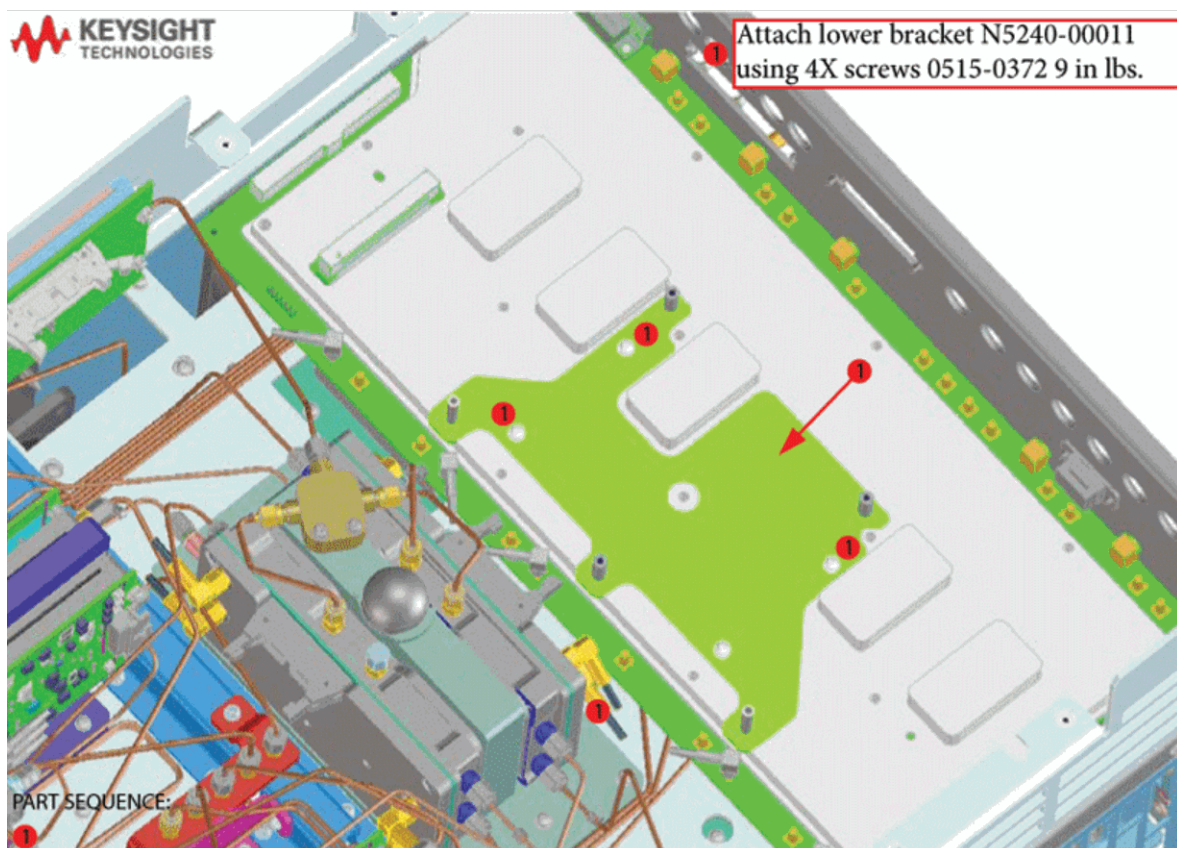 KEYSIGHT
TECHNOLOGIES
1
Attach lower bracket N5240-00011
using 4X screws 0515-0372 9 in lbs.
1
1
1
1
1
PART SEQUENCE:
1